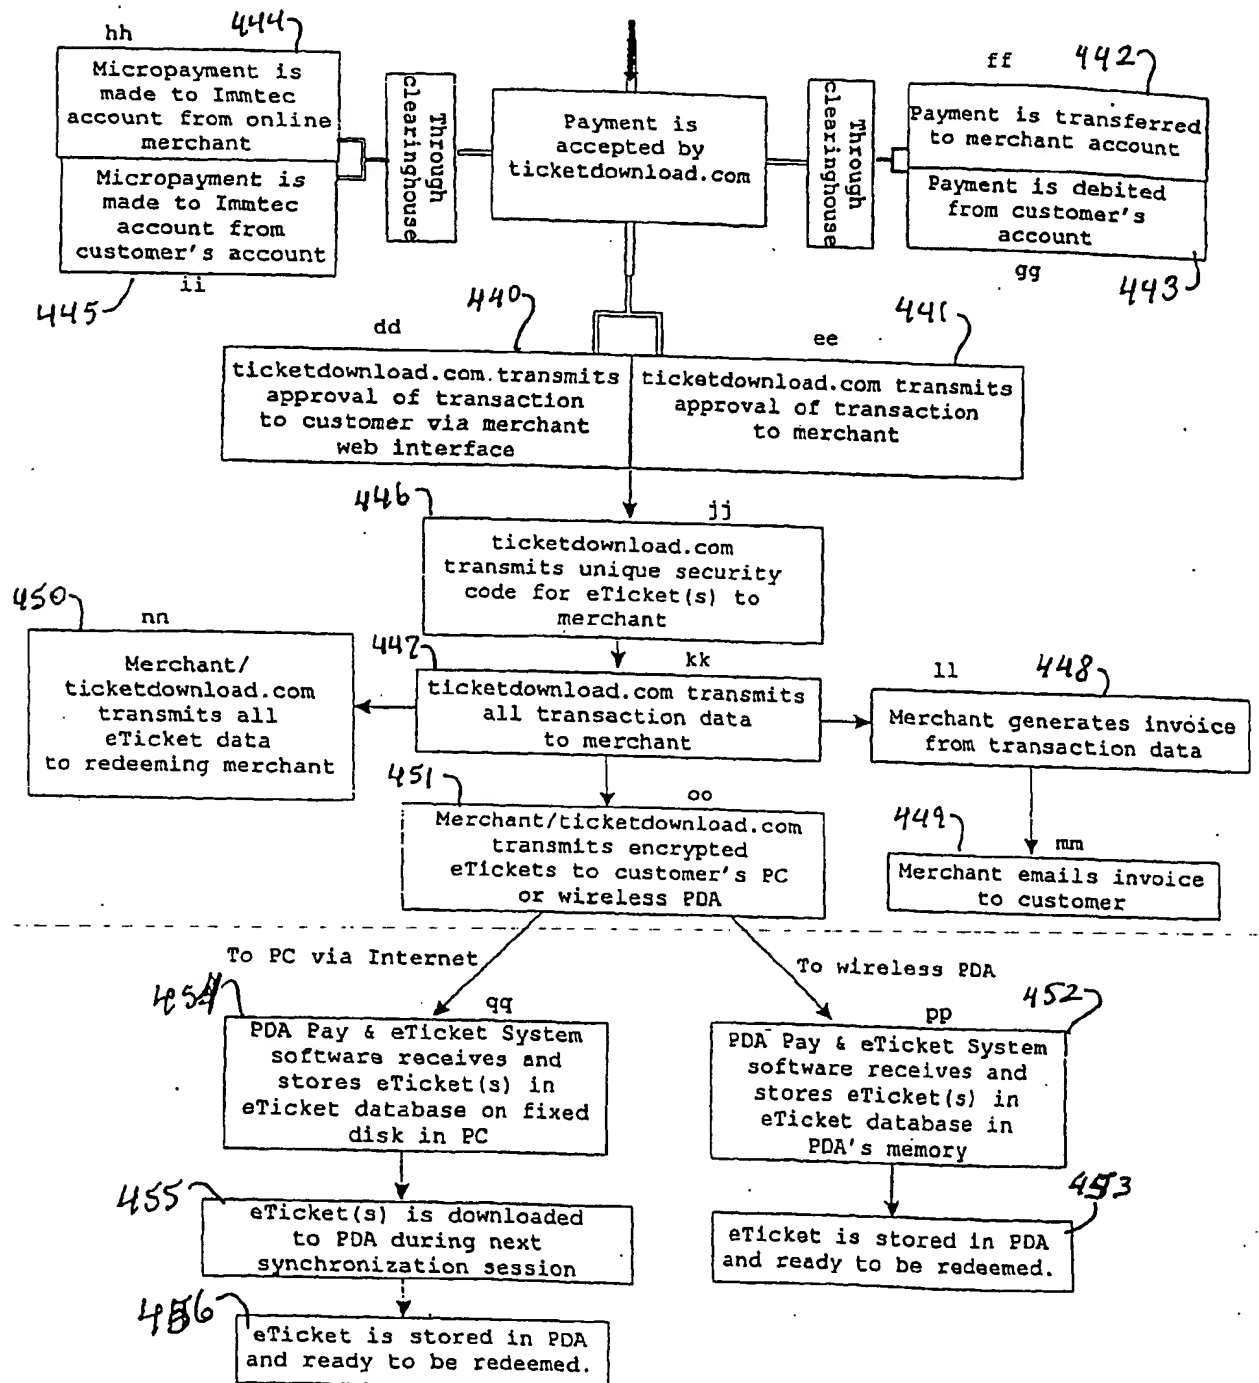 hh
444
Micropayment is
made to Immtec
account from online
merchant
Micropayment is
made to Immtec
account from
customer's account
ii
445
Through
clearinghouse
Payment is
accepted by
ticketdownload.com
Through
clearinghouse
ff
442
Payment is transferred
to merchant account
Payment is debited
from customer's
account
gg
443
dd
440
ticketdownload.com transmits
approval of transaction
to customer via merchant
web interface
ee
441
ticketdownload.com transmits
approval of transaction
to merchant
446
jj
ticketdownload.com
transmits unique security
code for eTicket(s) to
merchant
450
nn
Merchant/
ticketdownload.com
transmits all
eTicket data
to redeeming merchant
447
kk
ticketdownload.com transmits
all transaction data
to merchant
ll
448
Merchant generates invoice
from transaction data
451
oo
Merchant/ticketdownload.com
transmits encrypted
eTickets to customer's PC
or wireless PDA
449
mm
Merchant emails invoice
to customer
To PC via Internet
To wireless PDA
454
qq
PDA Pay & eTicket System
software receives and
stores eTicket(s) in
eTicket database on fixed
disk in PC
452
pp
PDA Pay & eTicket System
software receives and
stores eTicket(s) in
eTicket database in
PDA's memory
455
eTicket(s) is downloaded
to PDA during next
synchronization session
453
eTicket is stored in PDA
and ready to be redeemed.
456
eTicket is stored in PDA
and ready to be redeemed.